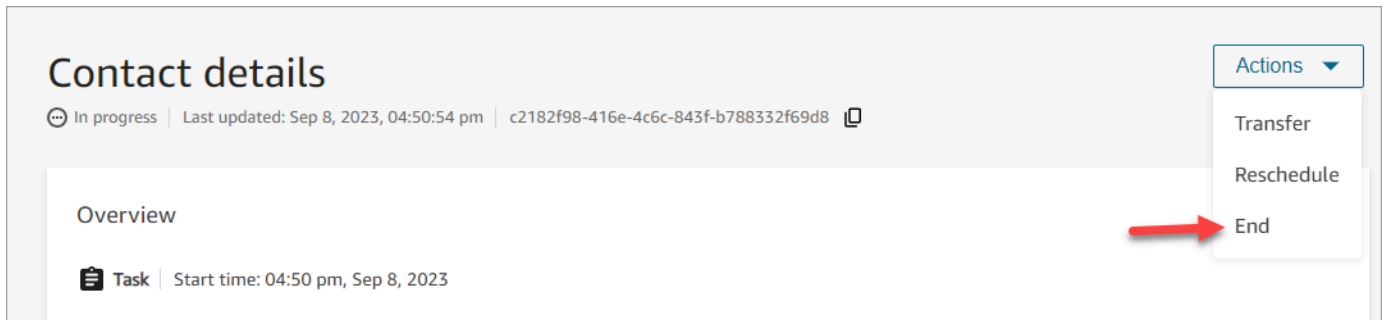 Contact details
Actions
In progress Last updated: Sep 8, 2023, 04:50:54 pm c2182f98-416e-4c6c-843f-b788332f69d8
Transfer
Reschedule
Overview
End
Task Start time: 04:50 pm, Sep 8, 2023